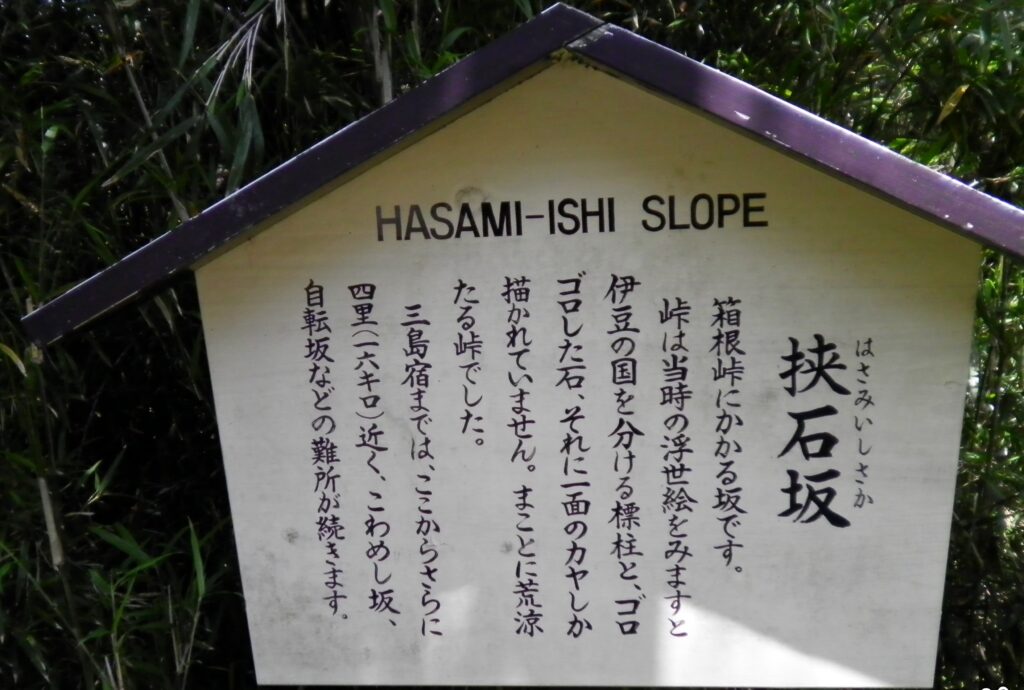 HASAMI-ISHI SLOPE
はさみいしさか
挟石坂
箱根峠にかかる坂です。
峠は当時の浮世絵をみますと
伊豆の国を分ける標柱と、ゴロ
ゴロした石、それに一面のカヤしか
描かれていません。まことに荒涼
たる峠でした。
三島宿までは、ここからさらに
四里(一六キロ)近く、こわめし坂、
自転坂などの難所が続きます。